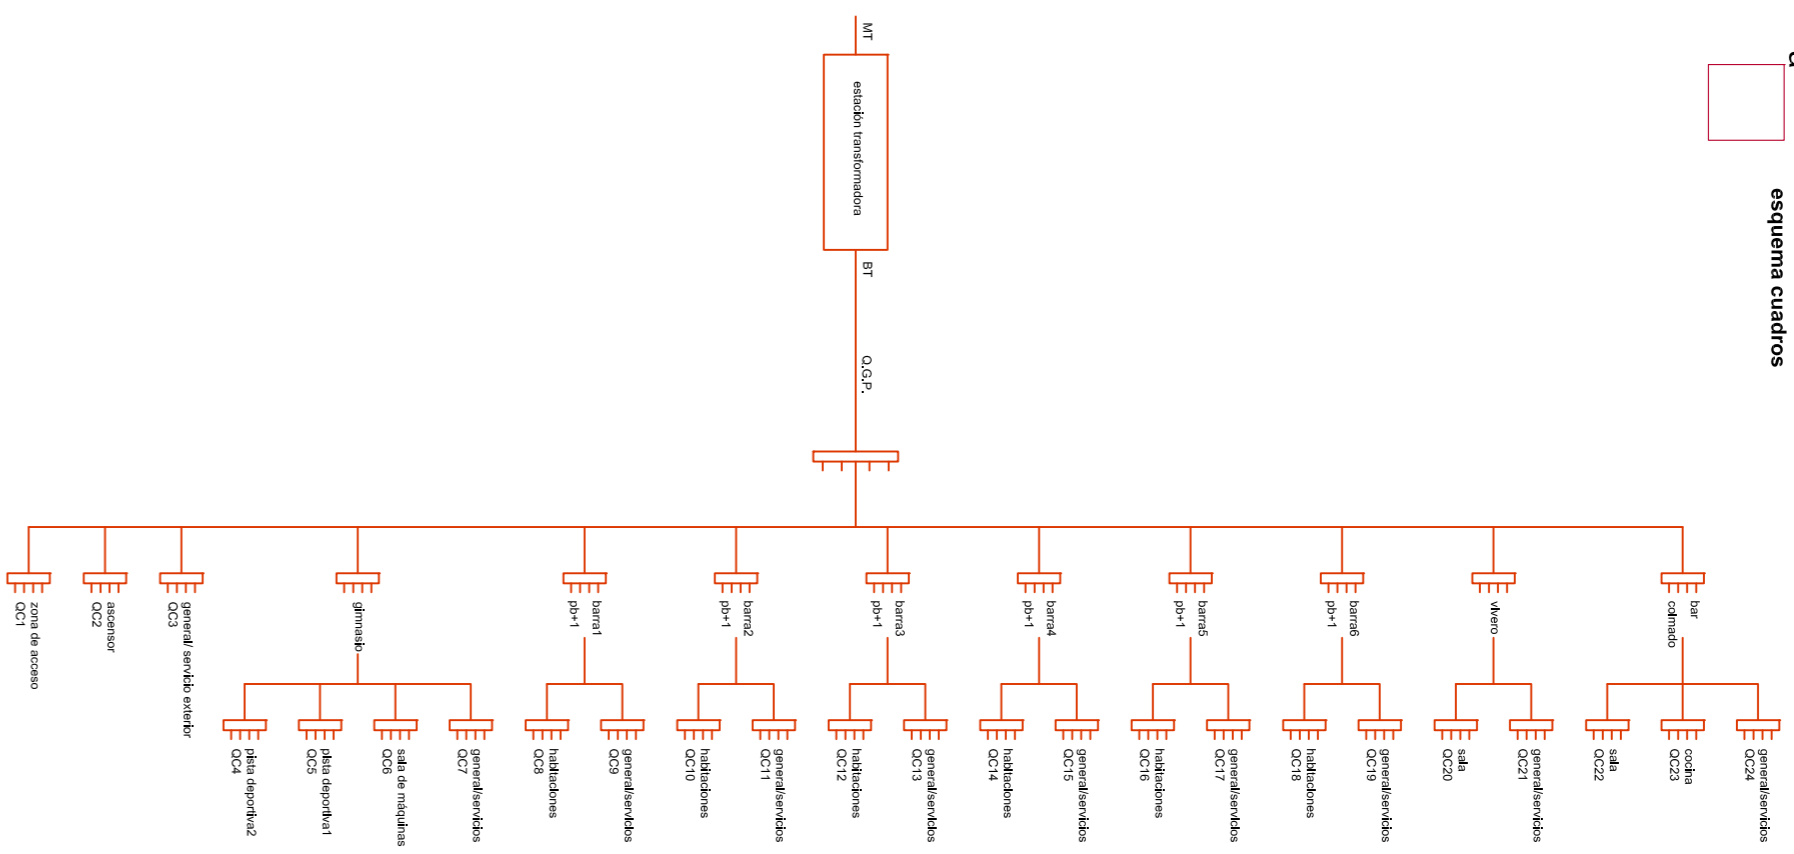 esquema cuadros
MT
estación transformadora
BT
Q.G.P.
zona de acceso
QC1
ascensor
QC2
general/ servicio exterior
QC3
gimnasio
barra1
pb+1
barra2
pb+1
barra3
pb+1
barra4
pb+1
barra5
pb+1
barra6
pb+1
vivero
bar
colmado
pista deportiva2
QC4
pista deportiva1
QC5
sala de máquinas
QC6
general/servicios
QC7
habitaciones
QC8
general/servicios
QC9
habitaciones
QC10
general/servicios
QC11
habitaciones
QC12
general/servicios
QC13
habitaciones
QC14
general/servicios
QC15
habitaciones
QC16
general/servicios
QC17
habitaciones
QC18
general/servicios
QC19
sala
QC20
general/servicios
QC21
sala
QC22
cocina
QC23
general/servicios
QC24